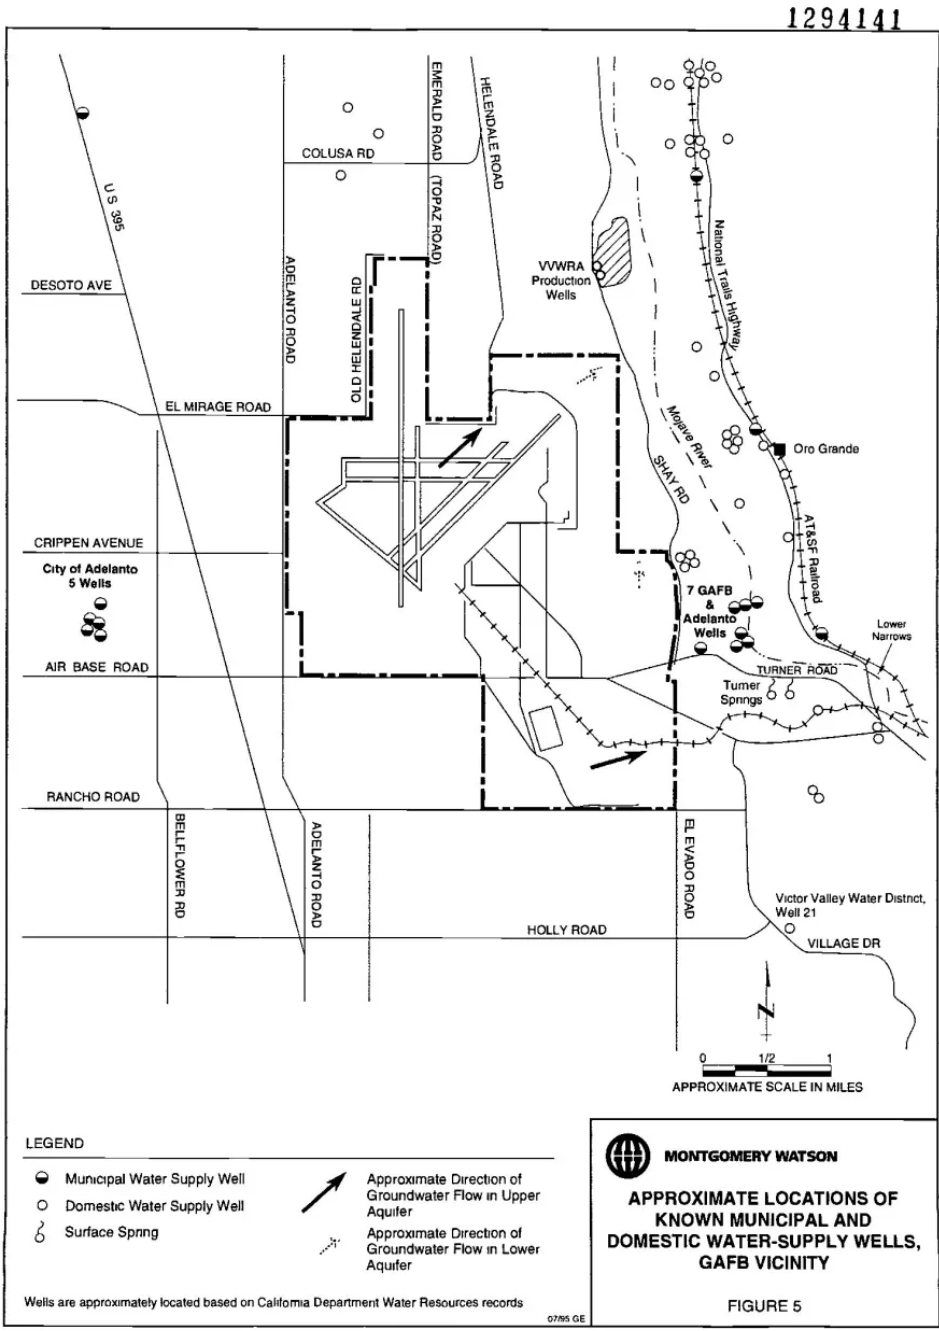 1294141
EMERALD ROAD (TOPAZ ROAD)
HELENDALE ROAD
COLUSA RD
US 395
National Trails Highway
DESOTO AVE
ADELANTO ROAD
OLD HELENDALE RD
VVWRA
Production
Wells
EL MIRAGE ROAD
Mojave River
Oro Grande
SHAY RD
AT&SF Railroad
CRIPPEN AVENUE
City of Adelanto
5 Wells
7 GAFB
&
Adelanto
Wells
Lower
Narrows
AIR BASE ROAD
TURNER ROAD
Turner
Springs
RANCHO ROAD
BELLFLOWER RD
ADELANTO ROAD
EL EVADO ROAD
Victor Valley Water District,
Well 21
HOLLY ROAD
VILLAGE DR
N
0 1/2 1
APPROXIMATE SCALE IN MILES
LEGEND
Municipal Water Supply Well
Domestic Water Supply Well
Surface Spring
Approximate Direction of
Groundwater Flow in Upper
Aquifer
Approximate Direction of
Groundwater Flow in Lower
Aquifer
Wells are approximately located based on California Department Water Resources records
07/95 GE
MONTGOMERY WATSON
APPROXIMATE LOCATIONS OF
KNOWN MUNICIPAL AND
DOMESTIC WATER-SUPPLY WELLS,
GAFB VICINITY
FIGURE 5